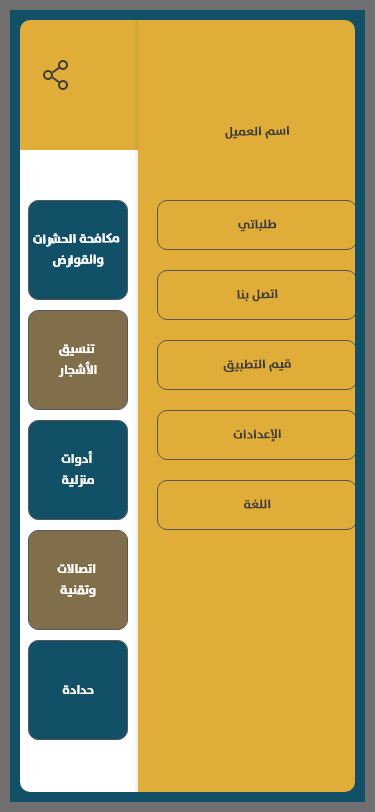 اسم العميل
طلباتي
اتصل بنا
قيم التطبيق
الإعدادات
اللغة
مكافحة الحشرات
والقوارض
تنسيق
الأشجار
أدوات
منزلية
اتصالات
وتقنية
حدادة